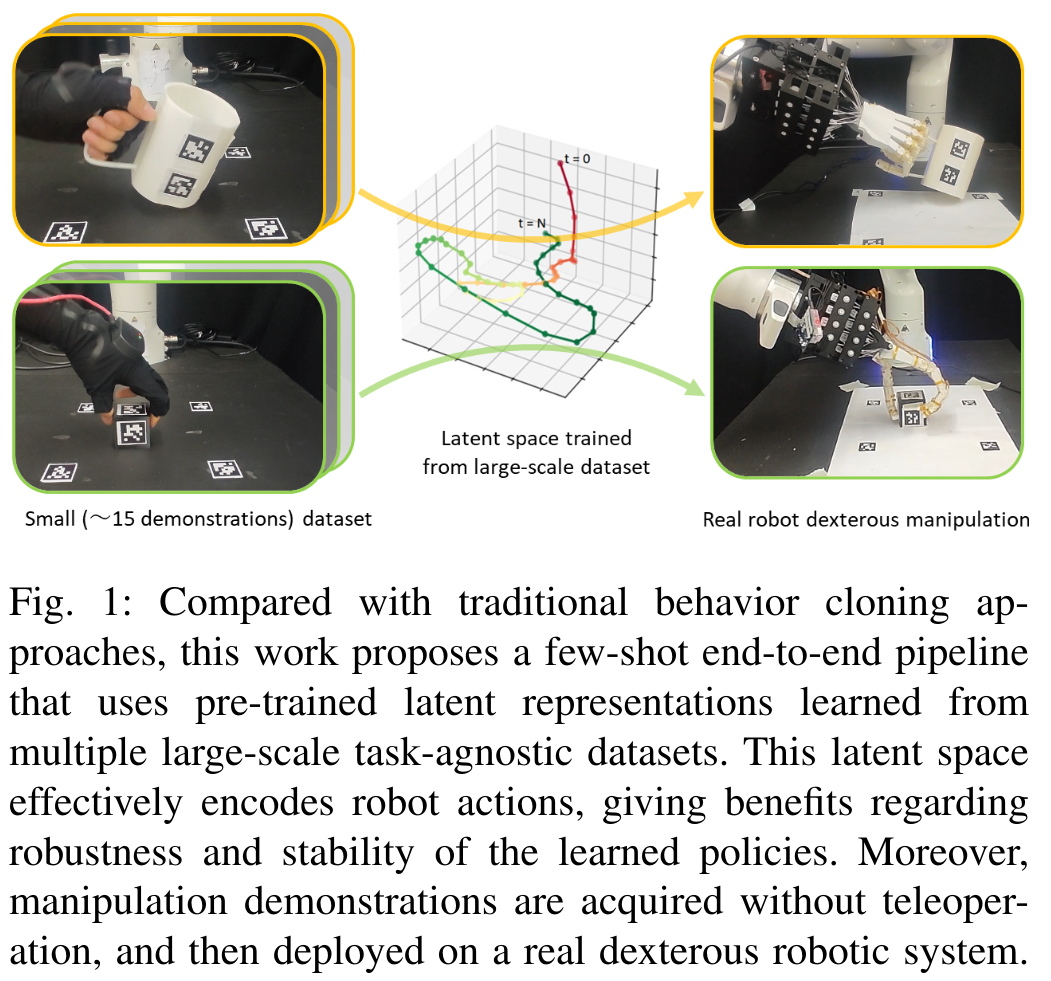 t = 0
t = N
Latent space trained
from large-scale dataset
Small (～15 demonstrations) dataset
Real robot dexterous manipulation
Fig. 1: Compared with traditional behavior cloning ap-
proaches, this work proposes a few-shot end-to-end pipeline
that uses pre-trained latent representations learned from
multiple large-scale task-agnostic datasets. This latent space
effectively encodes robot actions, giving benefits regarding
robustness and stability of the learned policies. Moreover,
manipulation demonstrations are acquired without teleoper-
ation, and then deployed on a real dexterous robotic system.